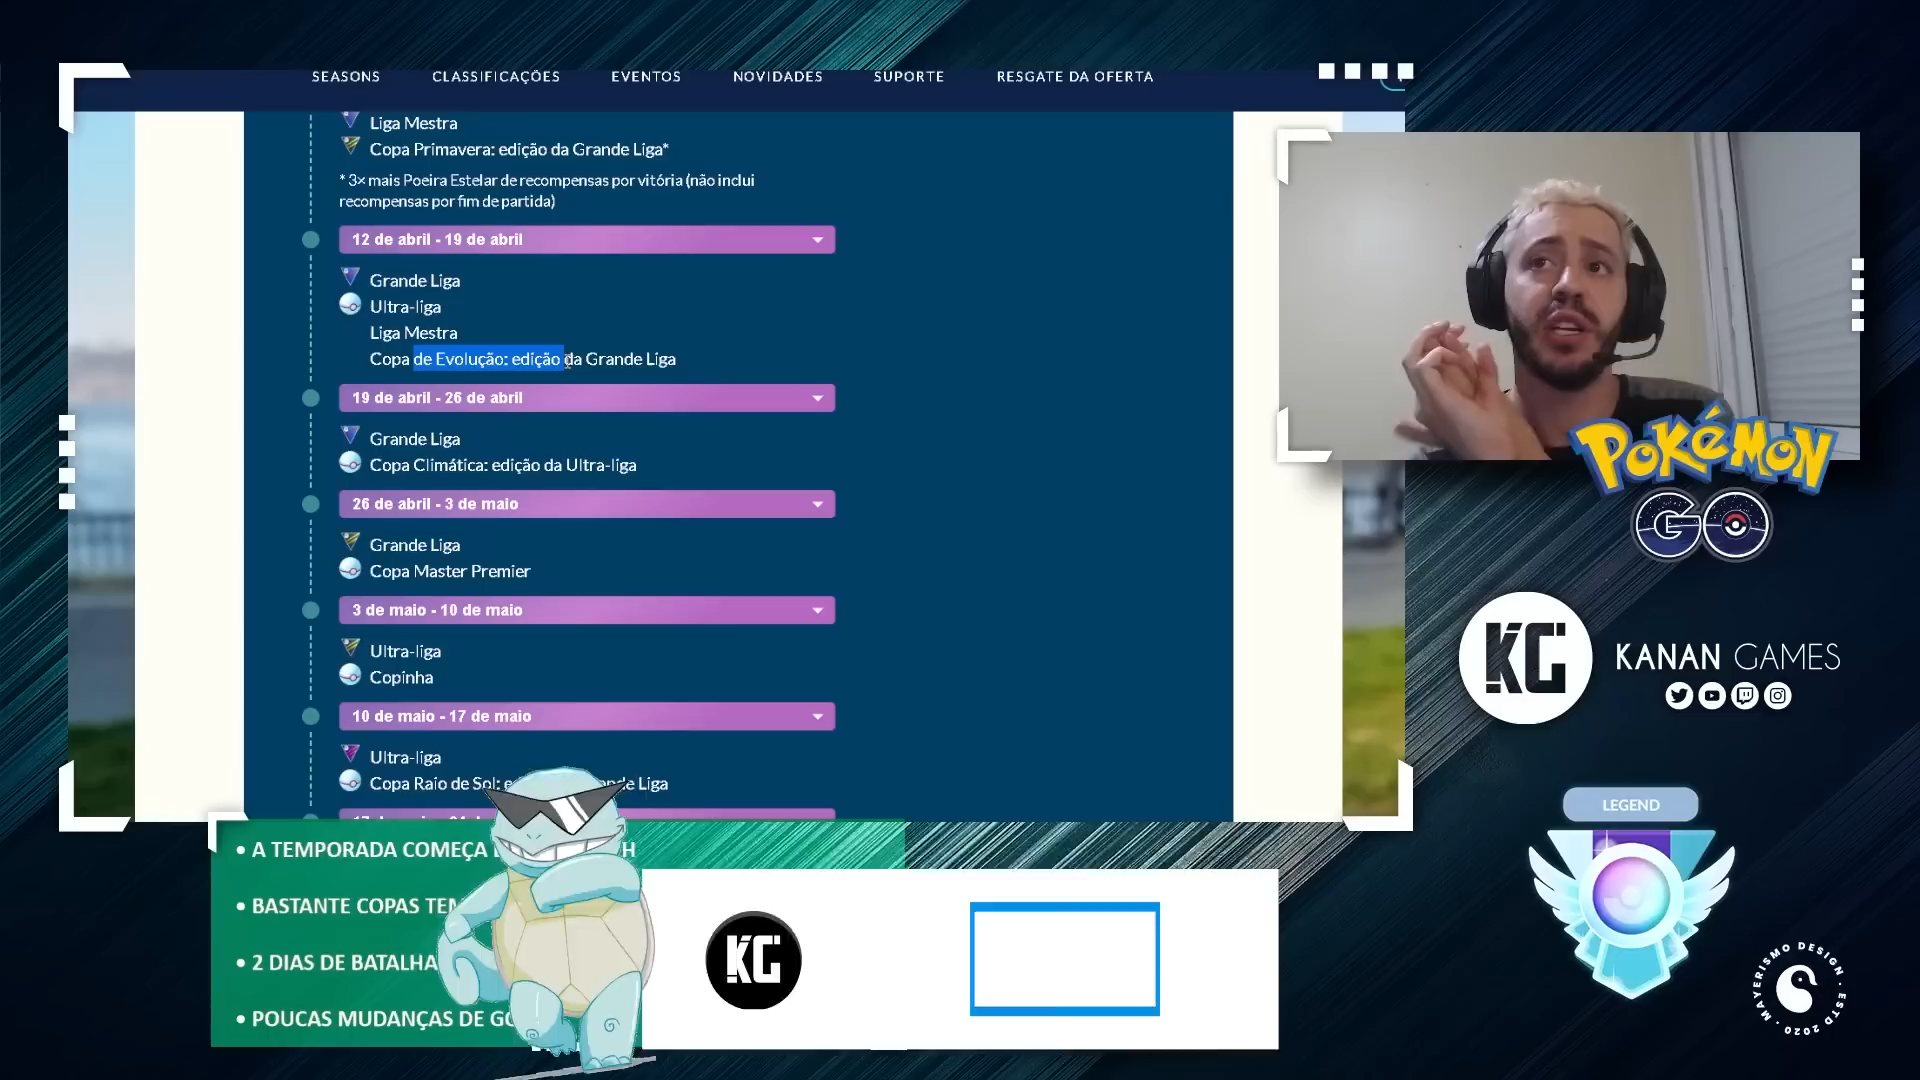 SEASONS CLASSIFICAÇÕES EVENTOS NOVIDADES SUPORTE RESGATE DA OFERTA
Liga Mestra
Copa Primavera: edição da Grande Liga*
* 3× mais Poeira Estelar de recompensas por vitória (não inclui
recompensas por fim de partida)
12 de abril - 19 de abril
Grande Liga
Ultra-liga
Liga Mestra
Copa de Evolução: edição da Grande Liga
19 de abril - 26 de abril
Grande Liga
Copa Climática: edição da Ultra-liga
26 de abril - 3 de maio
Grande Liga
Copa Master Premier
3 de maio - 10 de maio
Ultra-liga
Copinha
10 de maio - 17 de maio
Ultra-liga
Copa Raio de Sol: Grande Liga
• A TEMPORADA COMEÇA
• BASTANTE COPAS
• 2 DIAS DE BATALHA
• POUCAS MUDANÇAS DE
KG
POKÉMON
GO
KG
KANAN GAMES
LEGEND
MAYERISMO DESIGN · ESTD 2020 ·